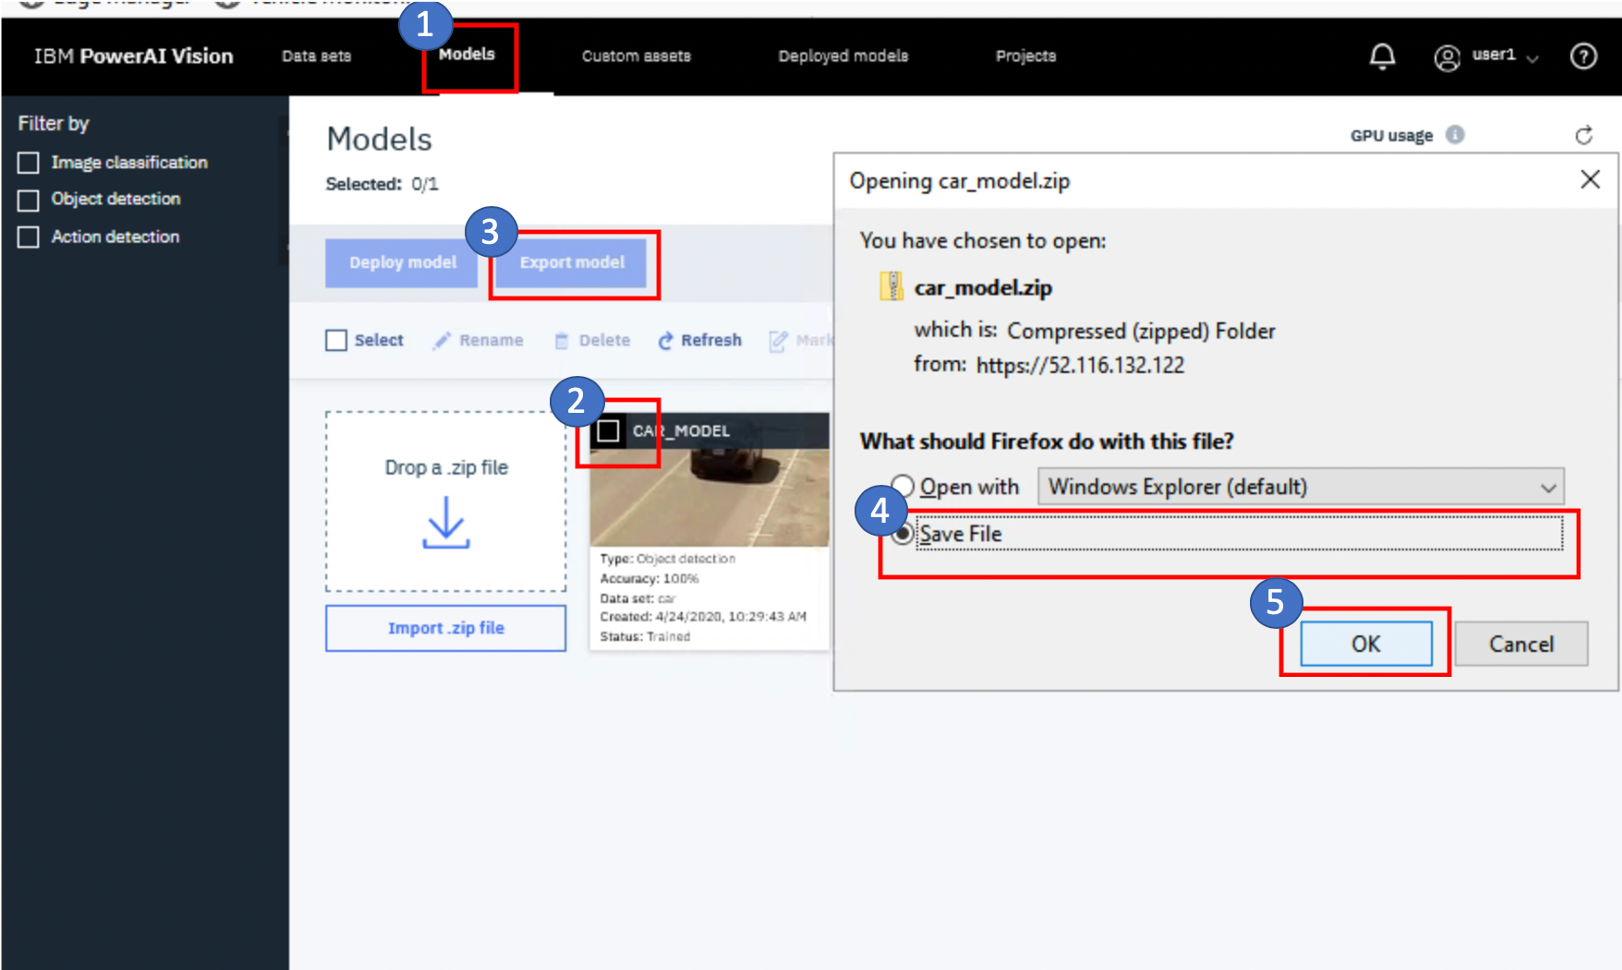 1
IBM PowerAI Vision Data sets Models Custom assets Deployed models Projects user1 ?
Filter by
Image classification
Object detection
Action detection
Models
Selected: 0/1
GPU usage
3
Deploy model Export model
Select Rename Delete Refresh Mark
2
Drop a .zip file
Import .zip file
CAR_MODEL
Type: Object detection
Accuracy: 100%
Data set: car
Created: 4/24/2020, 10:29:43 AM
Status: Trained
Opening car_model.zip
You have chosen to open:
car_model.zip
which is: Compressed (zipped) Folder
from: https://52.116.132.122
What should Firefox do with this file?
Open with Windows Explorer (default)
4
Save File
5
OK Cancel